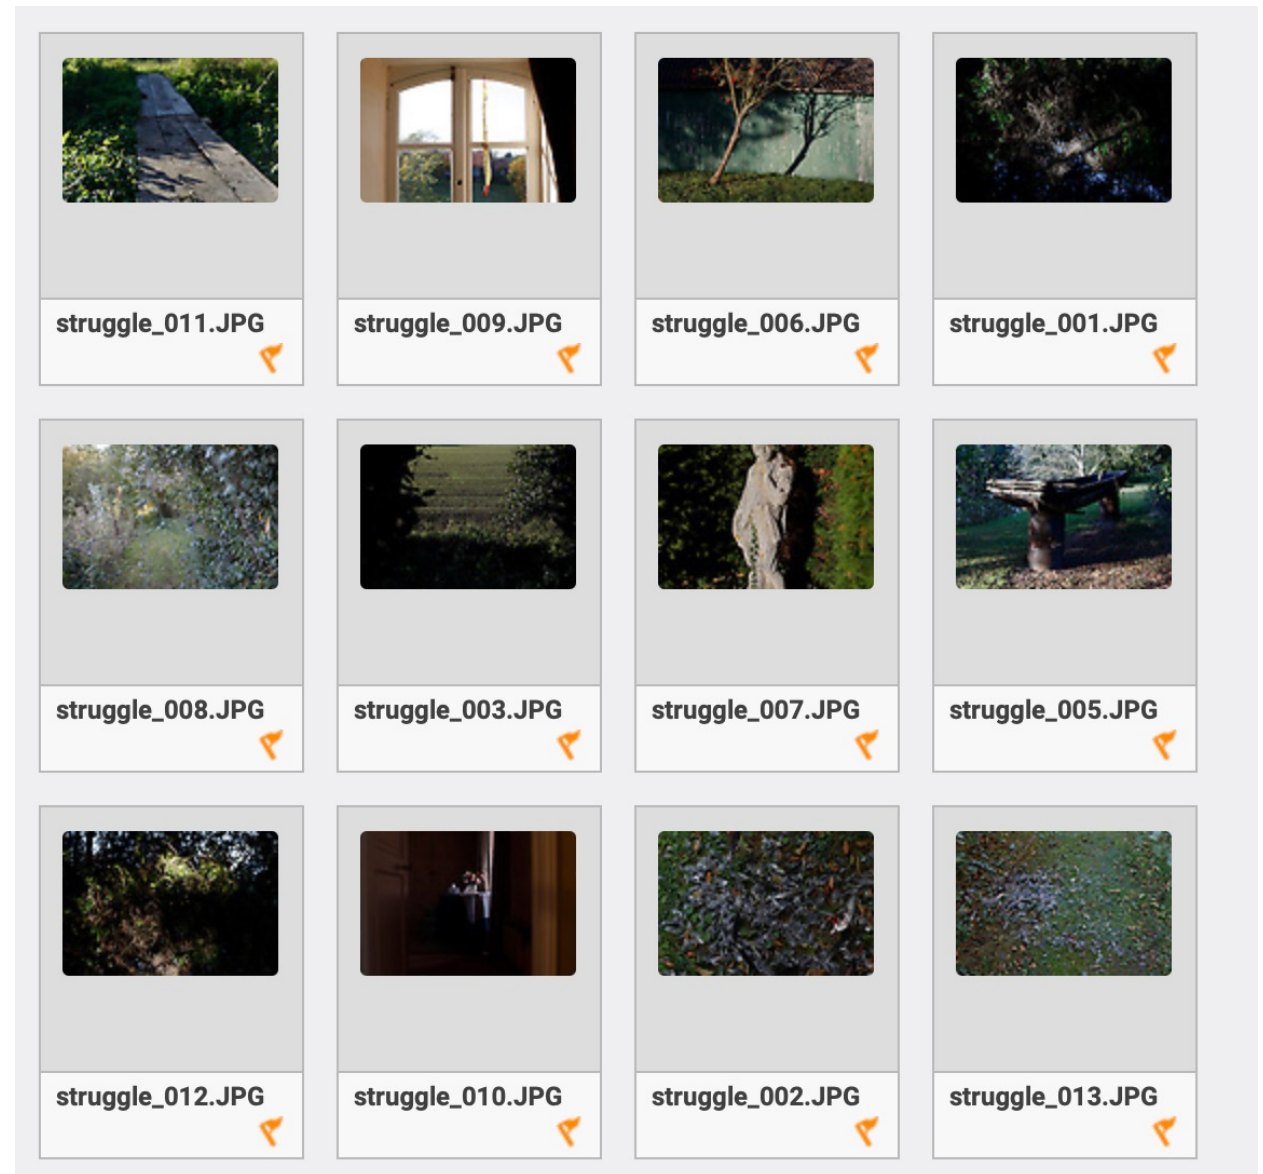 struggle_011.JPG
struggle_009.JPG
struggle_006.JPG
struggle_001.JPG
struggle_008.JPG
struggle_003.JPG
struggle_007.JPG
struggle_005.JPG
struggle_012.JPG
struggle_010.JPG
struggle_002.JPG
struggle_013.JPG